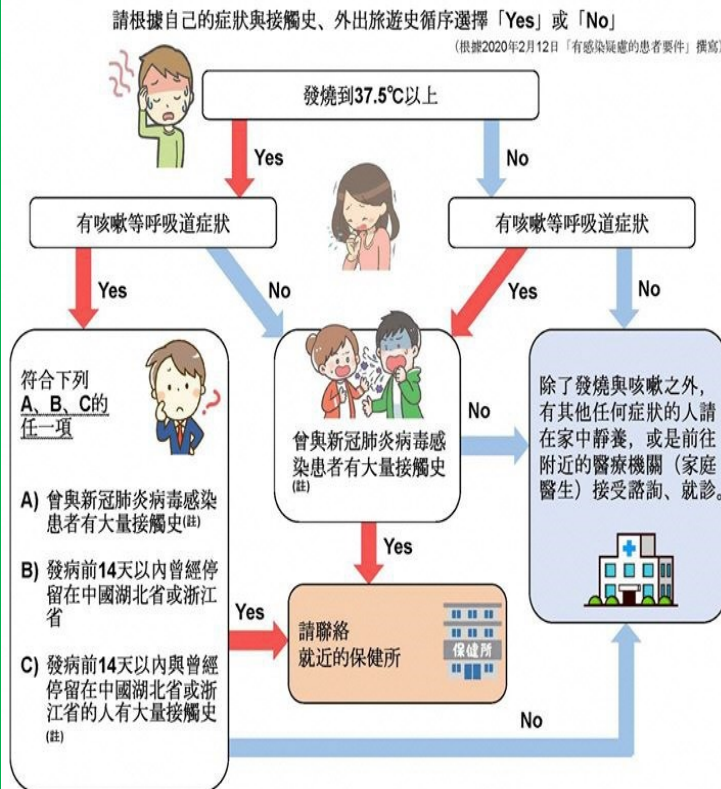 請根據自己的症狀與接觸史、外出旅遊史循序選擇「Yes」或「No」
(根據2020年2月12日「有感染疑慮的患者要件」撰寫)
發燒到37.5°C以上
Yes
No
有咳嗽等呼吸道症狀
有咳嗽等呼吸道症狀
Yes
No
Yes
No
符合下列
A、B、C的
任一項
A) 曾與新冠肺炎病毒感染
患者有大量接觸史(註)
B) 發病前14天以內曾經停
留在中國湖北省或浙江
省
C) 發病前14天以內與曾經
停留在中國湖北省或浙
江省的人有大量接觸史
(註)
曾與新冠肺炎病毒感
染患者有大量接觸史
(註)
No
Yes
除了發燒與咳嗽之外,
有其他任何症狀的人請
在家中靜養，或是前往
附近的醫療機關（家庭
醫生）接受諮詢、就診。
Yes
請聯絡
就近的保健所
保健所
No